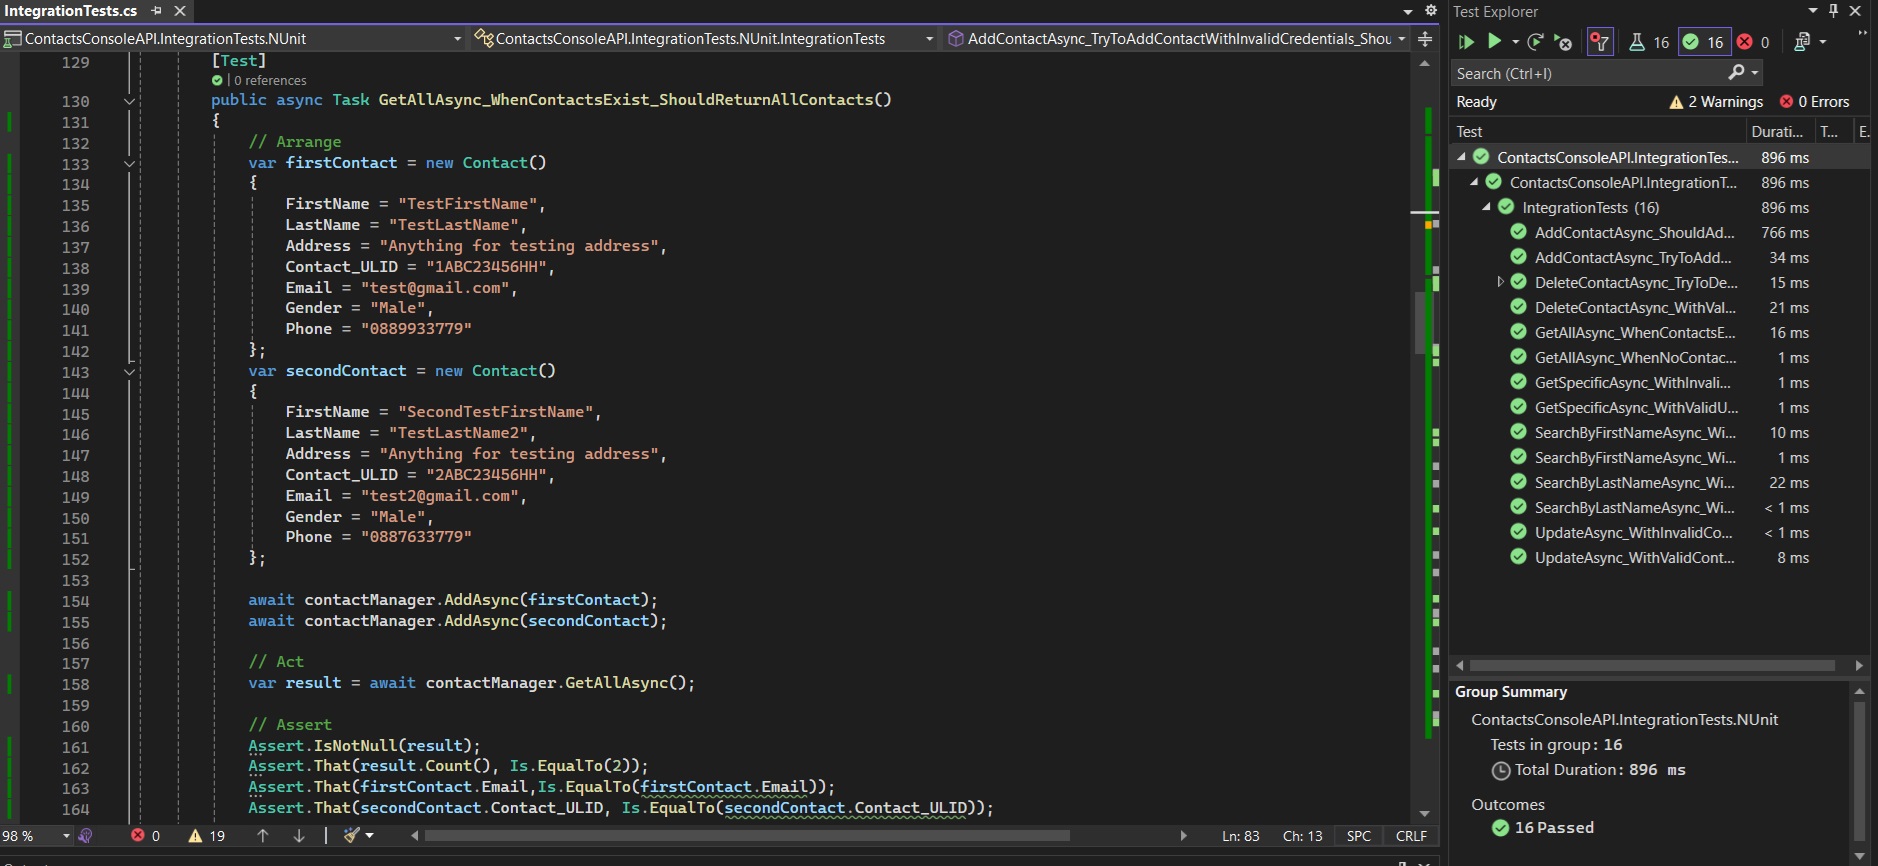 IntegrationTests.cs
ContactsConsoleAPI.IntegrationTests.NUnit ContactsConsoleAPI.IntegrationTests.NUnit.IntegrationTests AddContactAsync_TryToAddContactWithInvalidCredentials_Shou
129 [Test]
0 references
130 public async Task GetAllAsync_WhenContactsExist_ShouldReturnAllContacts()
131 {
132 // Arrange
133 var firstContact = new Contact()
134 {
135 FirstName = "TestFirstName",
136 LastName = "TestLastName",
137 Address = "Anything for testing address",
138 Contact_ULID = "1ABC23456HH",
139 Email = "test@gmail.com",
140 Gender = "Male",
141 Phone = "0889933779"
142 };
143 var secondContact = new Contact()
144 {
145 FirstName = "SecondTestFirstName",
146 LastName = "TestLastName2",
147 Address = "Anything for testing address",
148 Contact_ULID = "2ABC23456HH",
149 Email = "test2@gmail.com",
150 Gender = "Male",
151 Phone = "0887633779"
152 };
153
154 await contactManager.AddAsync(firstContact);
155 await contactManager.AddAsync(secondContact);
156
157 // Act
158 var result = await contactManager.GetAllAsync();
159
160 // Assert
161 Assert.IsNotNull(result);
162 Assert.That(result.Count(), Is.EqualTo(2));
163 Assert.That(firstContact.Email,Is.EqualTo(firstContact.Email));
164 Assert.That(secondContact.Contact_ULID, Is.EqualTo(secondContact.Contact_ULID));
98 % 0 19 Ln: 83 Ch: 13 SPC CRLF
Test Explorer
16 16 0
Search (Ctrl+I)
Ready 2 Warnings 0 Errors
Test Durati... T... E.
ContactsConsoleAPI.IntegrationTes... 896 ms
ContactsConsoleAPI.IntegrationT... 896 ms
IntegrationTests (16) 896 ms
AddContactAsync_ShouldAd... 766 ms
AddContactAsync_TryToAdd... 34 ms
DeleteContactAsync_TryToDe... 15 ms
DeleteContactAsync_WithVal... 21 ms
GetAllAsync_WhenContactsE... 16 ms
GetAllAsync_WhenNoContac... 1 ms
GetSpecificAsync_WithInvali... 1 ms
GetSpecificAsync_WithValidU... 1 ms
SearchByFirstNameAsync_Wi... 10 ms
SearchByFirstNameAsync_Wi... 1 ms
SearchByLastNameAsync_Wi... 22 ms
SearchByLastNameAsync_Wi... < 1 ms
UpdateAsync_WithInvalidCo... < 1 ms
UpdateAsync_WithValidCont... 8 ms
Group Summary
ContactsConsoleAPI.IntegrationTests.NUnit
Tests in group: 16
Total Duration: 896 ms
Outcomes
16 Passed